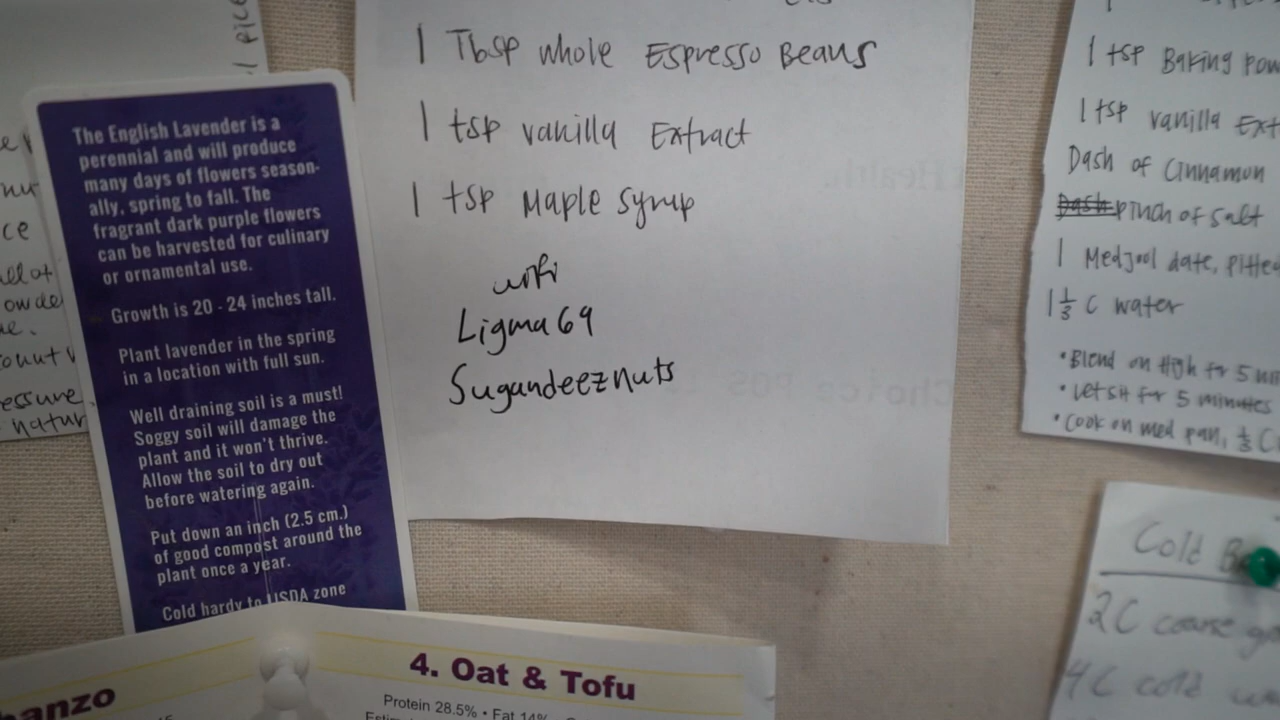 The English Lavender is a
perennial and will produce
many days of flowers season-
ally, spring to fall. The
fragrant dark purple flowers
can be harvested for culinary
or ornamental use.
Growth is 20 - 24 inches tall.
Plant lavender in the spring
in a location with full sun.
Well draining soil is a must!
Soggy soil will damage the
plant and it won't thrive.
Allow the soil to dry out
before watering again.
Put down an inch (2.5 cm.)
of good compost around the
plant once a year.
Cold hardy to USDA zone
1 Tbsp whole Espresso Beans
1 tsp vanilla Extract
1 tsp Maple Syrup
wifi
Ligma69
Sugandeeznuts
1 tsp Baking pow
1 tsp vanilla Ext
Dash of Cinnamon
Dash pinch of salt
1 Medjool date, pitted
1 1/3 C water
•Blend on High for 5 mi
•Let sit for 5 minutes
•Cook on med pan, 1/3 C
Cold B
2C coarse
4C cold
4. Oat & Tofu
Protein 28.5% • Fat 14%